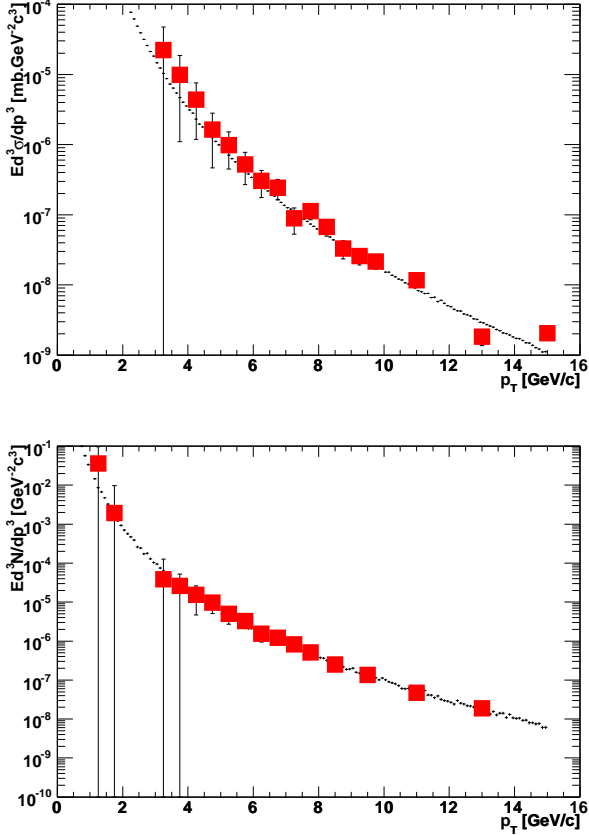 Ed³σ/dp³ [mb.GeV⁻²c³]
10⁻⁴
10⁻⁵
10⁻⁶
10⁻⁷
10⁻⁸
10⁻⁹
0 2 4 6 8 10 12 14 16
p_T [GeV/c]
Ed³N/dp³ [GeV⁻²c³]
10⁻¹
10⁻²
10⁻³
10⁻⁴
10⁻⁵
10⁻⁶
10⁻⁷
10⁻⁸
10⁻⁹
10⁻¹⁰
0 2 4 6 8 10 12 14 16
p_T [GeV/c]